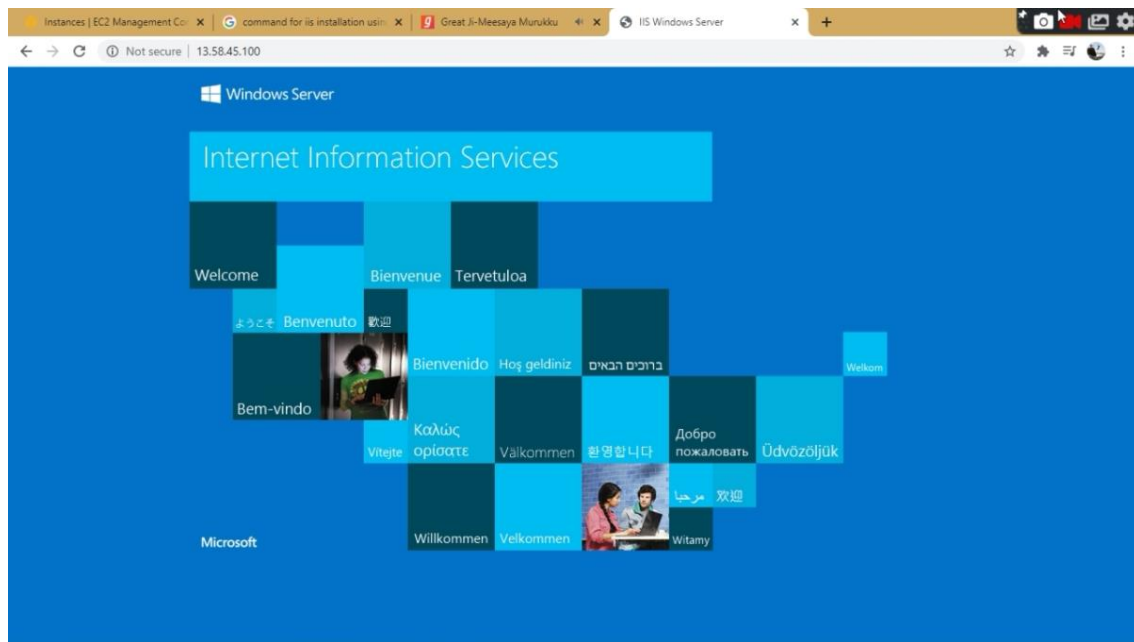 Instances | EC2 Management Co
command for iis installation usin
Great Ji-Meesaya Murukku
IIS Windows Server
Not secure | 13.58.45.100
Windows Server
Internet Information Services
Welcome
Bienvenue
Tervetuloa
ようこそ
Benvenuto
歡迎
Bienvenido
Hoş geldiniz
ברוכים הבאים
Welkom
Bem-vindo
Vítejte
Καλώς
ορίσατε
Välkommen
환영합니다
Добро
пожаловать
Üdvözöljük
مرحبا
欢迎
Microsoft
Willkommen
Velkommen
Witamy